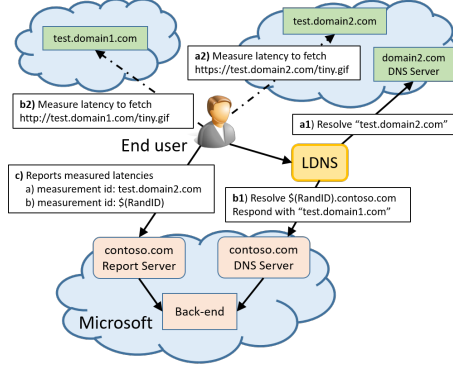 test.domain1.com
test.domain2.com
domain2.com
DNS Server
a2) Measure latency to fetch
https://test.domain2.com/tiny.gif
b2) Measure latency to fetch
http://test.domain1.com/tiny.gif
a1) Resolve “test.domain2.com”
End user
LDNS
c) Reports measured latencies
a) measurement id: test.domain2.com
b) measurement id: $(RandID)
b1) Resolve $(RandID).contoso.com
Respond with “test.domain1.com”
contoso.com
Report Server
contoso.com
DNS Server
Back-end
Microsoft